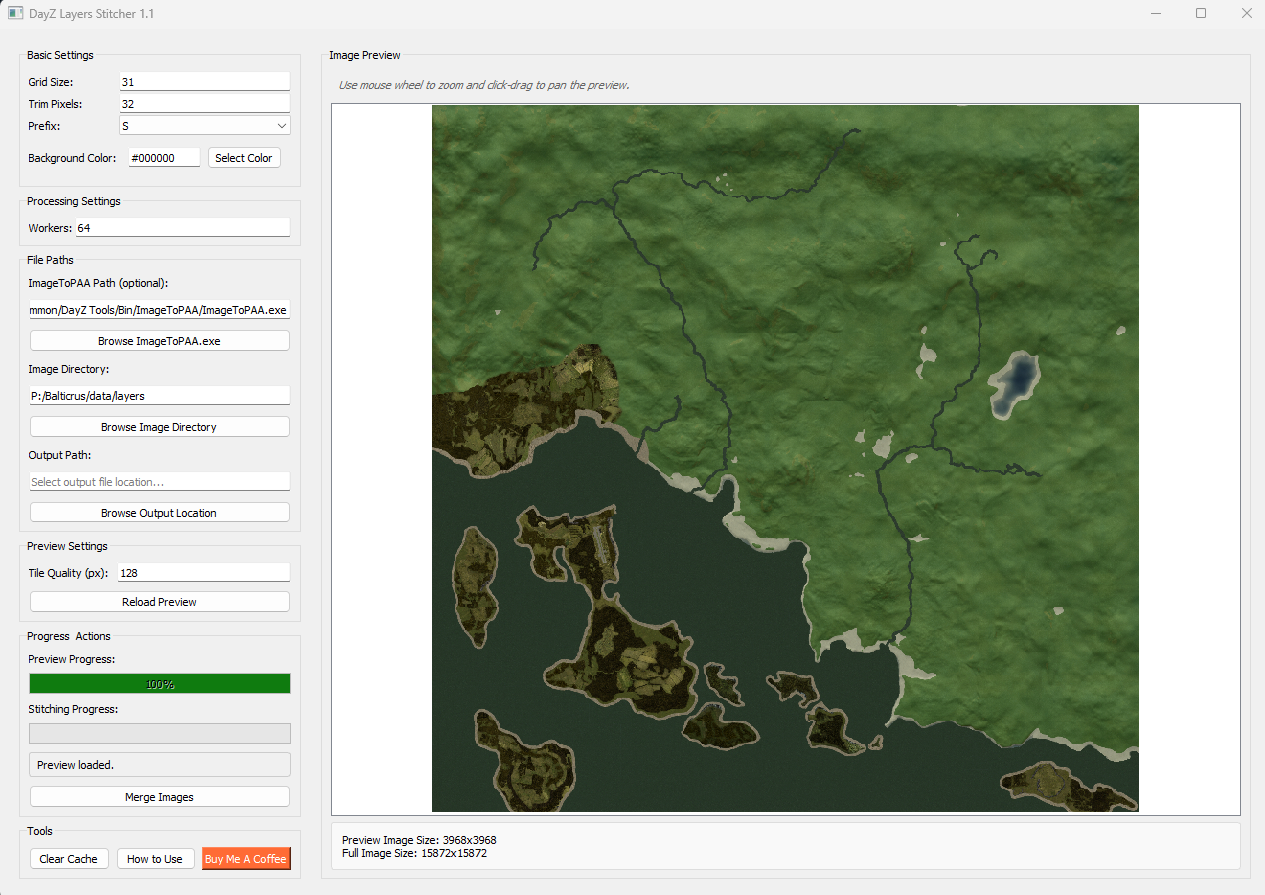 DayZ Layers Stitcher 1.1
Basic Settings
Grid Size: 31
Trim Pixels: 32
Prefix: S
Background Color: #000000 Select Color
Processing Settings
Workers: 64
File Paths
ImageToPAA Path (optional):
mmon/DayZ Tools/Bin/ImageToPAA/ImageToPAA.exe
Browse ImageToPAA.exe
Image Directory:
P:/Balticrus/data/layers
Browse Image Directory
Output Path:
Select output file location...
Browse Output Location
Preview Settings
Tile Quality (px): 128
Reload Preview
Progress Actions
Preview Progress:
100%
Stitching Progress:
Preview loaded.
Merge Images
Tools
Clear Cache How to Use Buy Me A Coffee
Image Preview
Use mouse wheel to zoom and click-drag to pan the preview.
Preview Image Size: 3968x3968
Full Image Size: 15872x15872